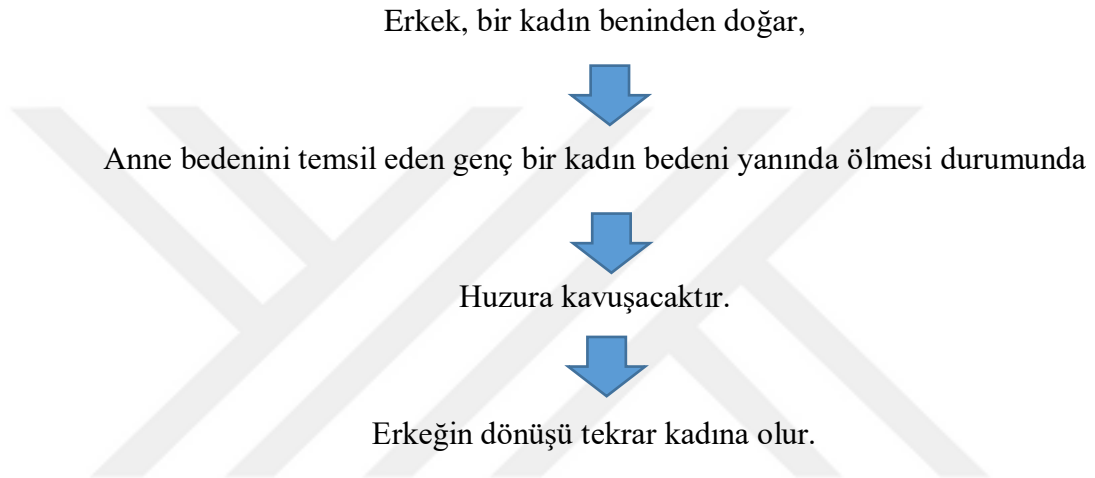 Erkek, bir kadın beninden doğar,
Anne bedenini temsil eden genç bir kadın bedeni yanında ölmesi durumunda
Huzura kavuşacaktır.
Erkeğin dönüşü tekrar kadına olur.